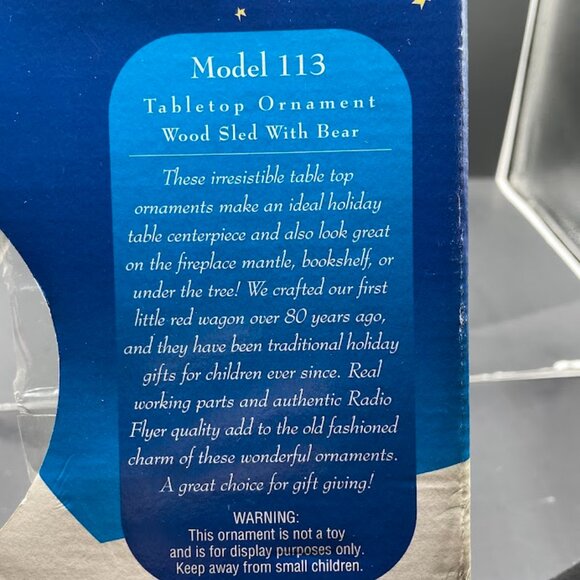 Model 113
Tabletop Ornament
Wood Sled With Bear
These irresistible table top
ornaments make an ideal holiday
table centerpiece and also look great
on the fireplace mantle, bookshelf, or
under the tree! We crafted our first
little red wagon over 80 years ago,
and they have been traditional holiday
gifts for children ever since. Real
working parts and authentic Radio
Flyer quality add to the old fashioned
charm of these wonderful ornaments.
A great choice for gift giving!
WARNING:
This ornament is not a toy
and is for display purposes only.
Keep away from small children.